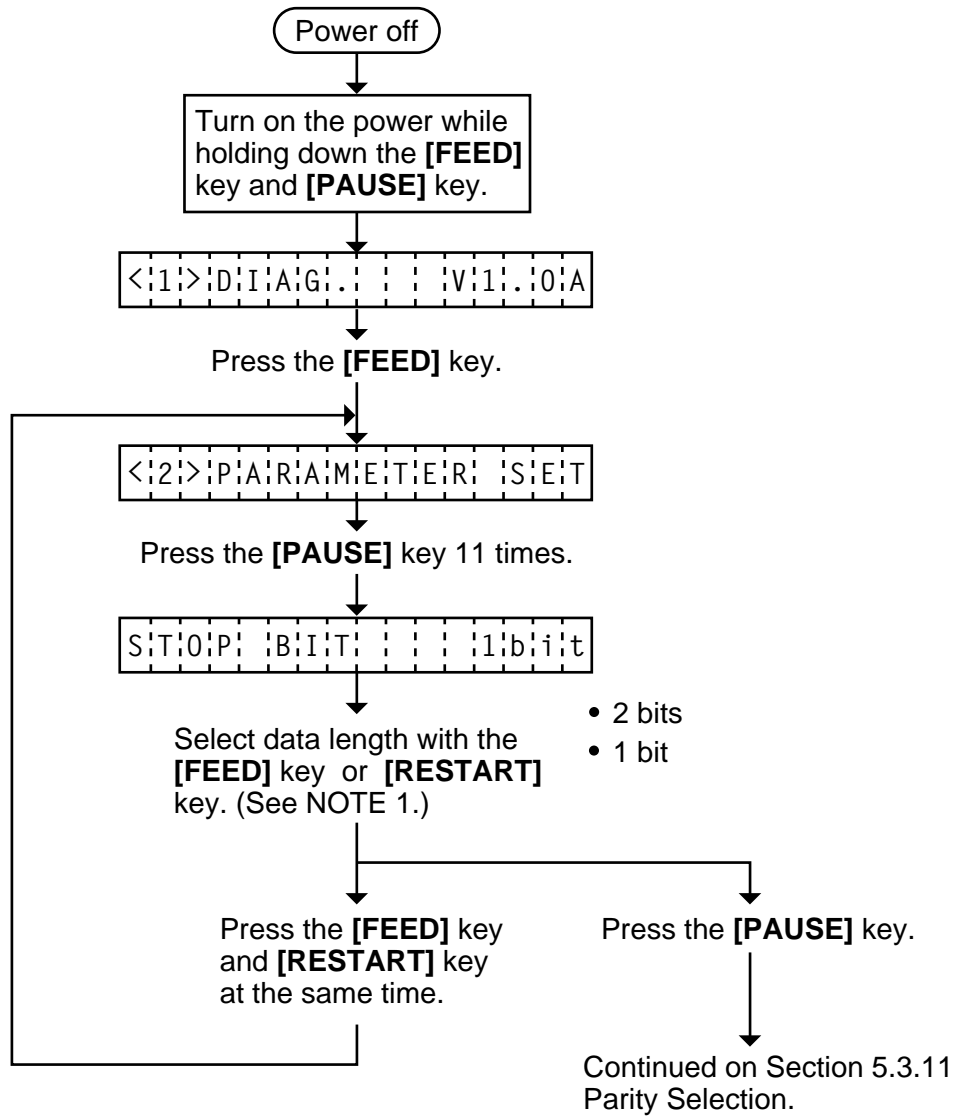 Power off
Turn on the power while
holding down the [FEED]
key and [PAUSE] key.
<1>DIAG.   V1.0A
Press the [FEED] key.
<2>PARAMETER SET
Press the [PAUSE] key 11 times.
STOP BIT    1bit
Select data length with the
[FEED] key or [RESTART]
key. (See NOTE 1.)
• 2 bits
• 1 bit
Press the [FEED] key
and [RESTART] key
at the same time.
Press the [PAUSE] key.
Continued on Section 5.3.11
Parity Selection.